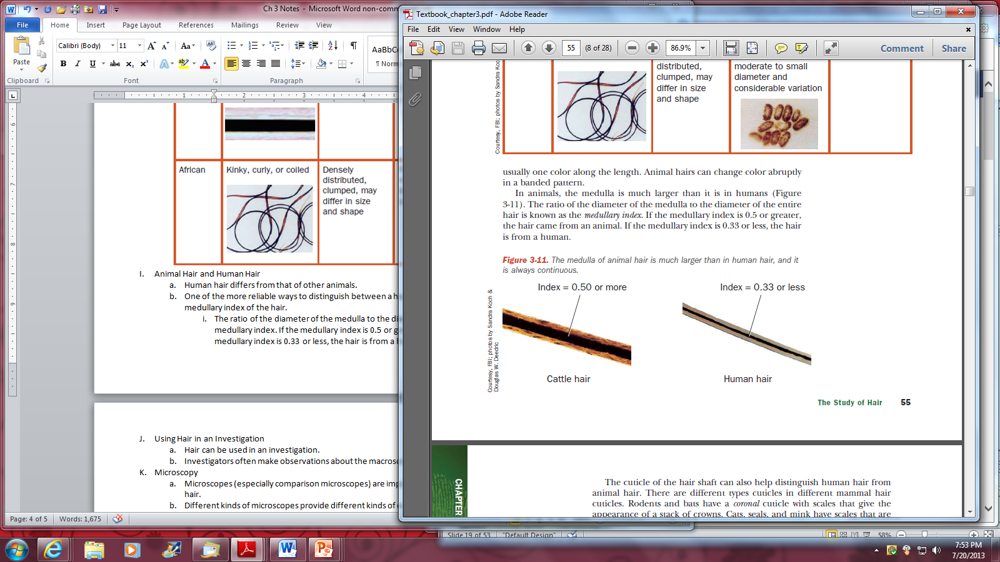 Ch 3 Notes - Microsoft Word non-comm
File Home Insert Page Layout References Mailings Review View
Paste
Calibri (Body) 11
AaBbCc
¶ Norm
Clipboard Font Paragraph
1 2 3 4
6
7
8
9
African
Kinky, curly, or coiled
Densely
distributed,
clumped, may
differ in size
and shape
I. Animal Hair and Human Hair
a. Human hair differs from that of other animals.
b. One of the more reliable ways to distinguish between a h
medullary index of the hair.
i. The ratio of the diameter of the medulla to the di
medullary index. If the medullary index is 0.5 or g
medullary index is 0.33 or less, the hair is from a
J. Using Hair in an Investigation
a. Hair can be used in an investigation.
b. Investigators often make observations about the macros
K. Microscopy
a. Microscopes (especially comparison microscopes) are imp
hair.
b. Different kinds of microscopes provide different kinds of
Page: 4 of 5 Words: 1,675
Textbook_chapter3.pdf - Adobe Reader
File Edit View Window Help
55 (8 of 28) 86.9% Comment Share
Courtesy, FBI; photos by Sandra Koc
distributed,
clumped, may
differ in size
and shape
moderate to small
diameter and
considerable variation
usually one color along the length. Animal hairs can change color abruptly
in a banded pattern.
In animals, the medulla is much larger than it is in humans (Figure
3-11). The ratio of the diameter of the medulla to the diameter of the entire
hair is known as the medullary index. If the medullary index is 0.5 or greater,
the hair came from an animal. If the medullary index is 0.33 or less, the hair
is from a human.
Figure 3-11. The medulla of animal hair is much larger than in human hair, and it
is always continuous.
Index = 0.50 or more
Index = 0.33 or less
Courtesy, FBI; photos by Sandra Koch &
Douglas W. Deedric
Cattle hair
Human hair
The Study of Hair 55
CHAPTER
The cuticle of the hair shaft can also help distinguish human hair from
animal hair. There are different types cuticles in different mammal hair
cuticles. Rodents and bats have a coronal cuticle with scales that give the
appearance of a stack of crowns. Cats, seals, and mink have scales that are
Slide 19 of 53 "Default Design" 58%
7:53 PM
7/20/2013